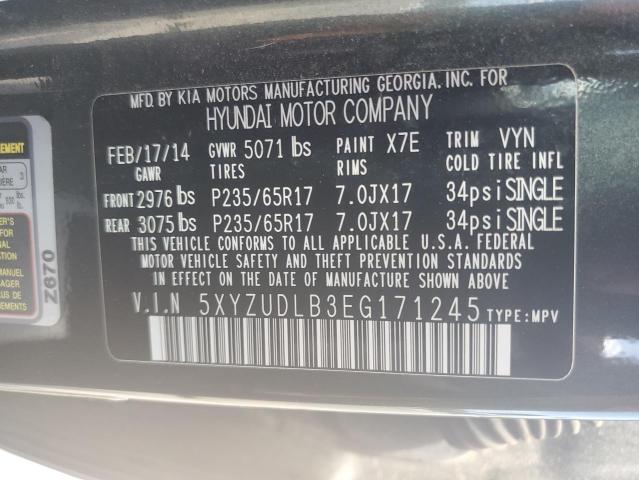 MFD. BY KIA MOTORS MANUFACTURING GEORGIA. INC. FOR
HYUNDAI MOTOR COMPANY
FEB/17/14 GVWR 5071 lbs PAINT X7E TRIM VYN
GAWR TIRES RIMS COLD TIRE INFL
FRONT 2976 lbs P235/65R17 7.0JX17 34psi SINGLE
REAR 3075 lbs P235/65R17 7.0JX17 34psi SINGLE
THIS VEHICLE CONFORMS TO ALL APPLICABLE U.S.A. FEDERAL
MOTOR VEHICLE SAFETY AND THEFT PREVENTION STANDARDS
IN EFFECT ON THE DATE OF MANUFACTURE SHOWN ABOVE.
V.I.N 5XYZUDLB3EG171245 TYPE: MPV
Z670
MANUEL